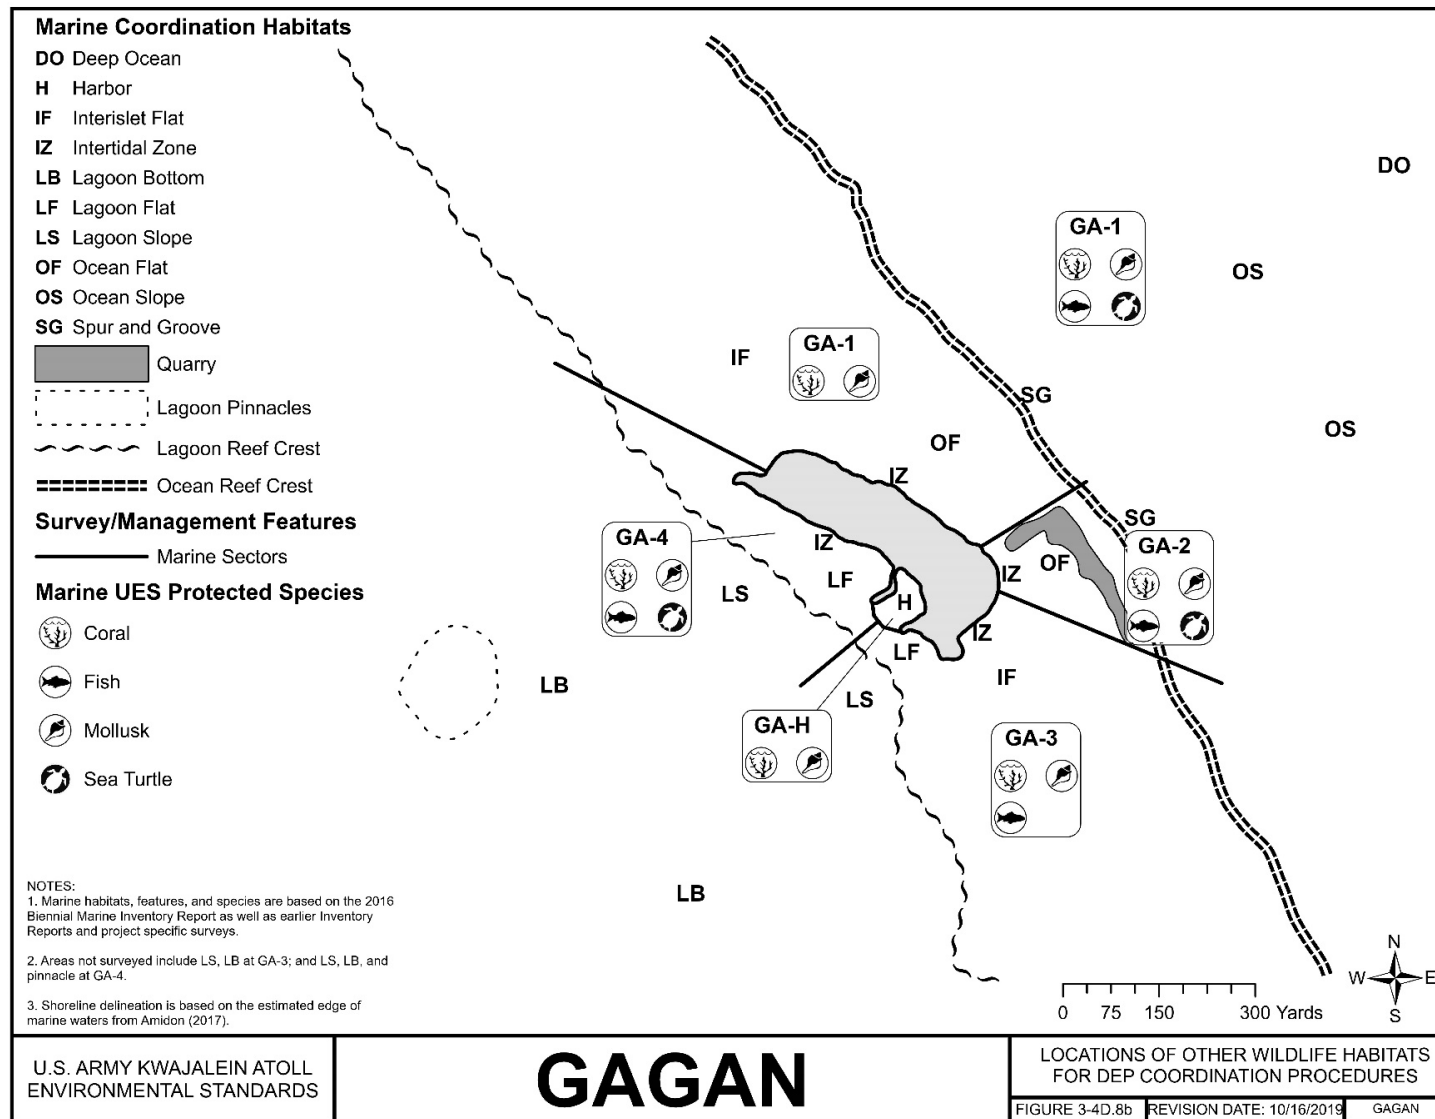 Marine Coordination Habitats
DO Deep Ocean
H Harbor
IF Interislet Flat
IZ Intertidal Zone
LB Lagoon Bottom
LF Lagoon Flat
LS Lagoon Slope
OF Ocean Flat
OS Ocean Slope
SG Spur and Groove
Quarry
Lagoon Pinnacles
Lagoon Reef Crest
Ocean Reef Crest
Survey/Management Features
Marine Sectors
Marine UES Protected Species
Coral
Fish
Mollusk
Sea Turtle
NOTES:
1. Marine habitats, features, and species are based on the 2016
Biennial Marine Inventory Report as well as earlier Inventory
Reports and project specific surveys.
2. Areas not surveyed include LS, LB at GA-3; and LS, LB, and
pinnacle at GA-4.
3. Shoreline delineation is based on the estimated edge of
marine waters from Amidon (2017).
DO
GA-1
OS
GA-1
IF
SG
OS
OF
IZ
SG
GA-4
IZ
GA-2
OF
IZ
LF
LS
H
IZ
LF
IF
LB
LS
GA-H
GA-3
LB
N
W E
S
0 75 150 300 Yards
U.S. ARMY KWAJALEIN ATOLL
ENVIRONMENTAL STANDARDS
GAGAN
LOCATIONS OF OTHER WILDLIFE HABITATS
FOR DEP COORDINATION PROCEDURES
FIGURE 3-4D.8b REVISION DATE: 10/16/2019 GAGAN